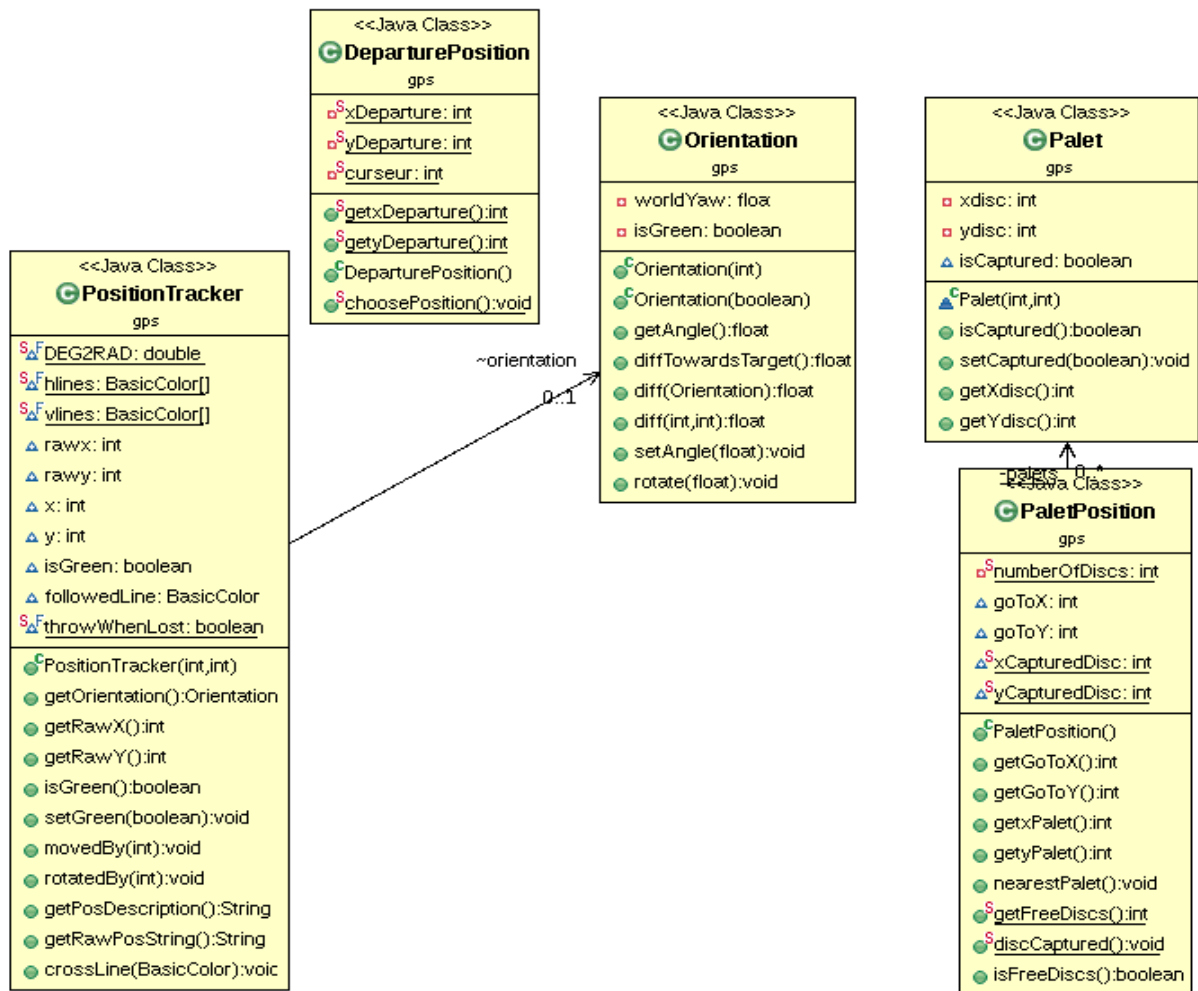 <<Java Class>>
DeparturePosition
gps
xDeparture: int
yDeparture: int
curseur: int
getxDeparture():int
getyDeparture():int
DeparturePosition()
choosePosition():void
<<Java Class>>
Orientation
gps
worldYaw: float
isGreen: boolean
Orientation(int)
Orientation(boolean)
getAngle():float
diffTowardsTarget():float
diff(Orientation):float
diff(int,int):float
setAngle(float):void
rotate(float):void
<<Java Class>>
Palet
gps
xdisc: int
ydisc: int
isCaptured: boolean
Palet(int,int)
isCaptured():boolean
setCaptured(boolean):void
getXdisc():int
getYdisc():int
<<Java Class>>
PositionTracker
gps
DEG2RAD: double
hlines: BasicColor[]
vlines: BasicColor[]
rawx: int
rawy: int
x: int
y: int
isGreen: boolean
followedLine: BasicColor
throwWhenLost: boolean
PositionTracker(int,int)
getOrientation():Orientation
getRawX():int
getRawY():int
isGreen():boolean
setGreen(boolean):void
movedBy(int):void
rotatedBy(int):void
getPosDescription():String
getRawPosString():String
crossLine(BasicColor):void
~orientation
0..1
-palets 0..*
<<Java Class>>
PaletPosition
gps
numberOfDiscs: int
goToX: int
goToY: int
xCapturedDisc: int
yCapturedDisc: int
PaletPosition()
getGoToX():int
getGoToY():int
getxPalet():int
getyPalet():int
nearestPalet():void
getFreeDiscs():int
discCaptured():void
isFreeDiscs():boolean